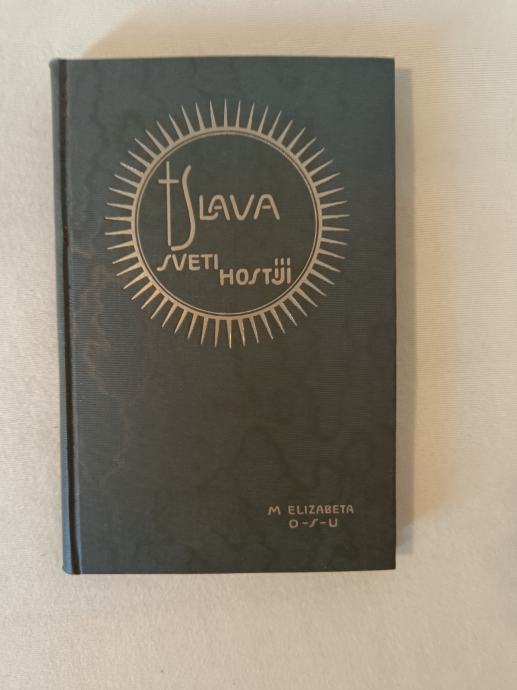 SLAVA
SVETI
HOSTIJI
M ELIZABETA
O-S-U